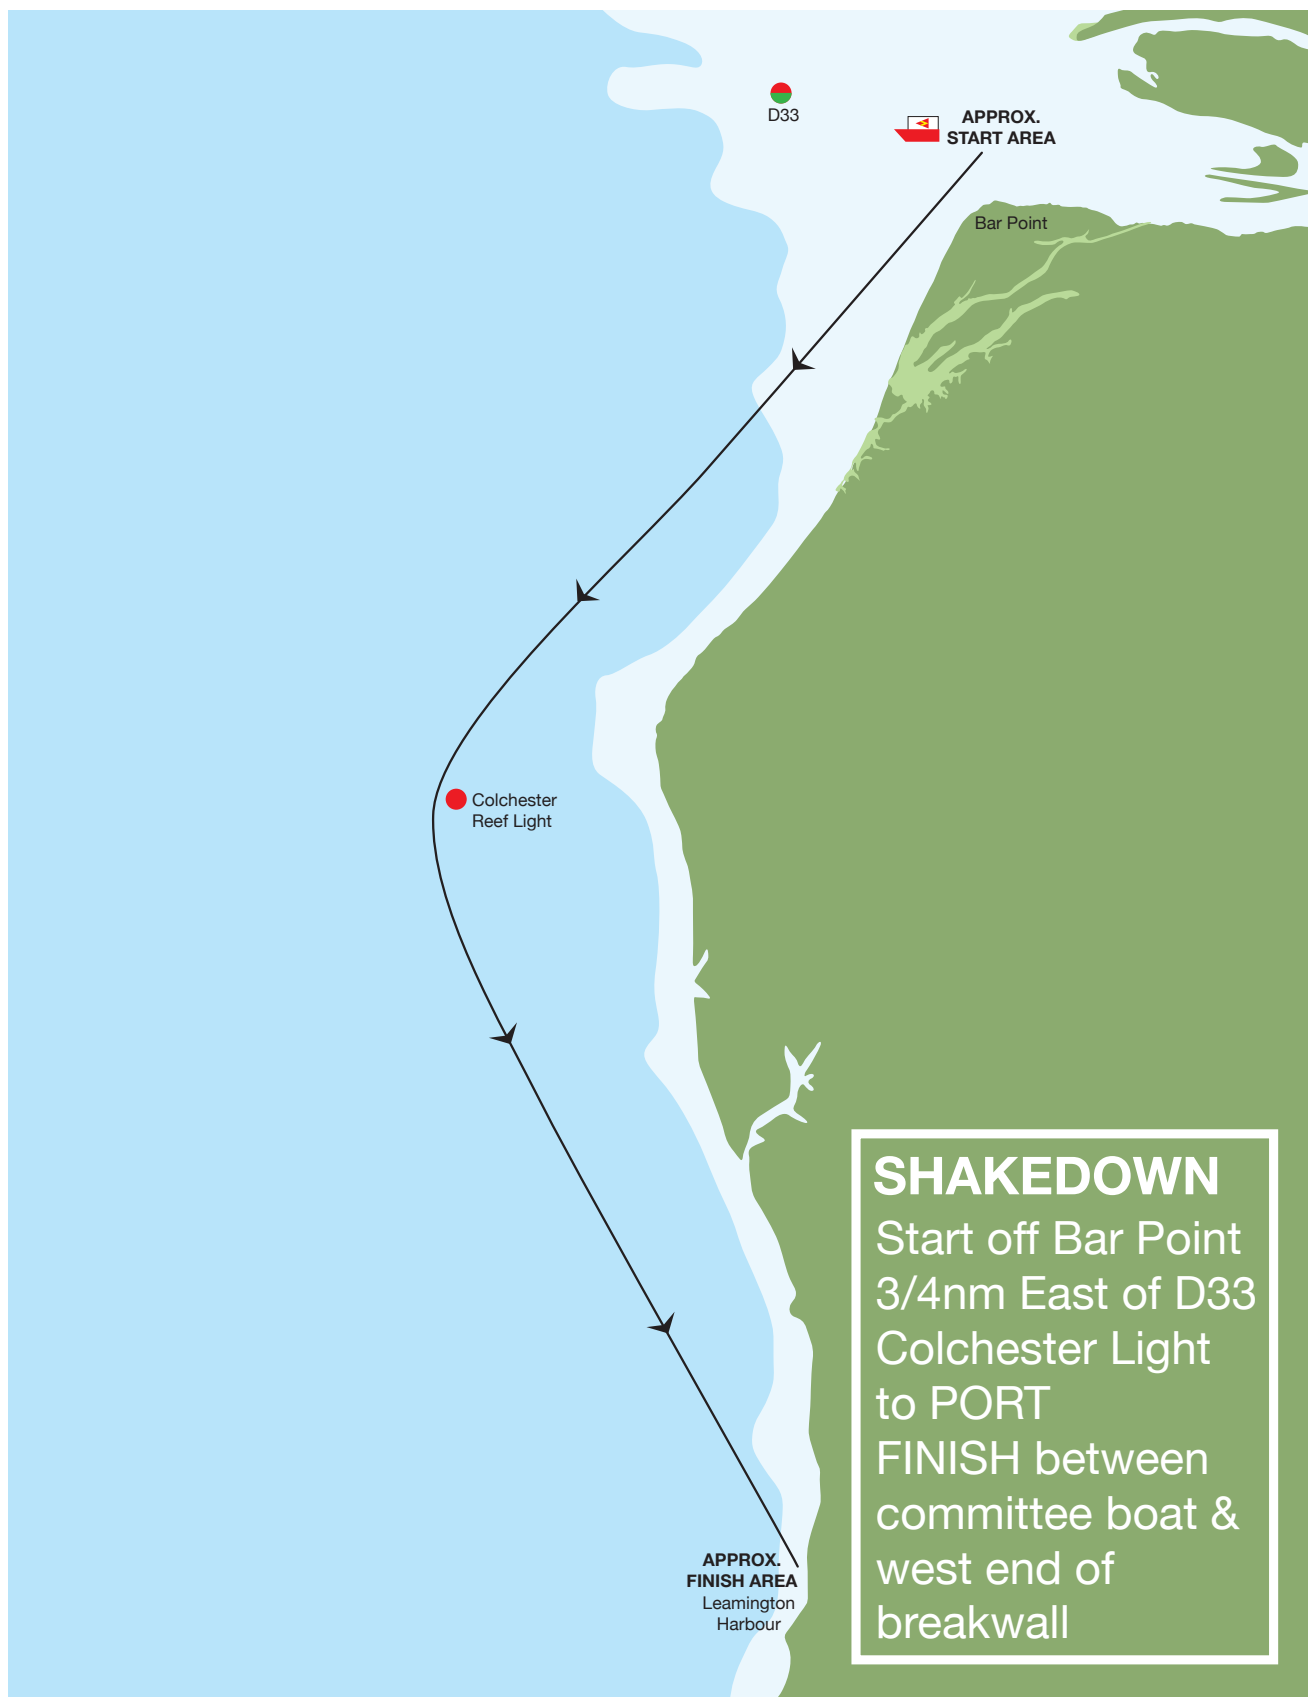 D33
APPROX.
START AREA
Bar Point
Colchester
Reef Light
SHAKEDOWN
Start off Bar Point
3/4nm East of D33
Colchester Light
to PORT
FINISH between
committee boat &
west end of
breakwall
APPROX.
FINISH AREA
Leamington
Harbour